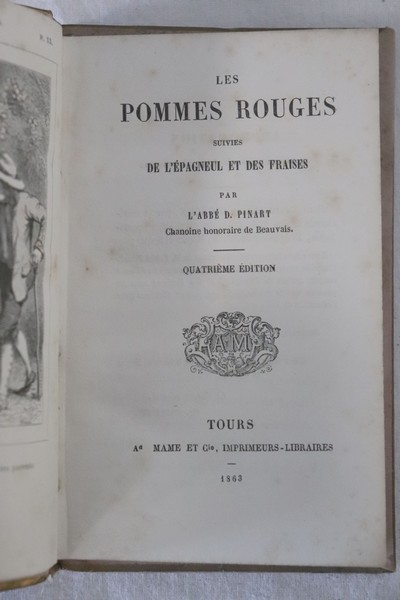 LES
POMMES ROUGES
SUIVIES
DE L'ÉPAGNEUL ET DES FRAISES
PAR
L'ABBÉ D. PINART
Chanoine honoraire de Beauvais.
QUATRIÈME ÉDITION
AM
TOURS
Ad MAME ET Cie, IMPRIMEURS-LIBRAIRES
1863